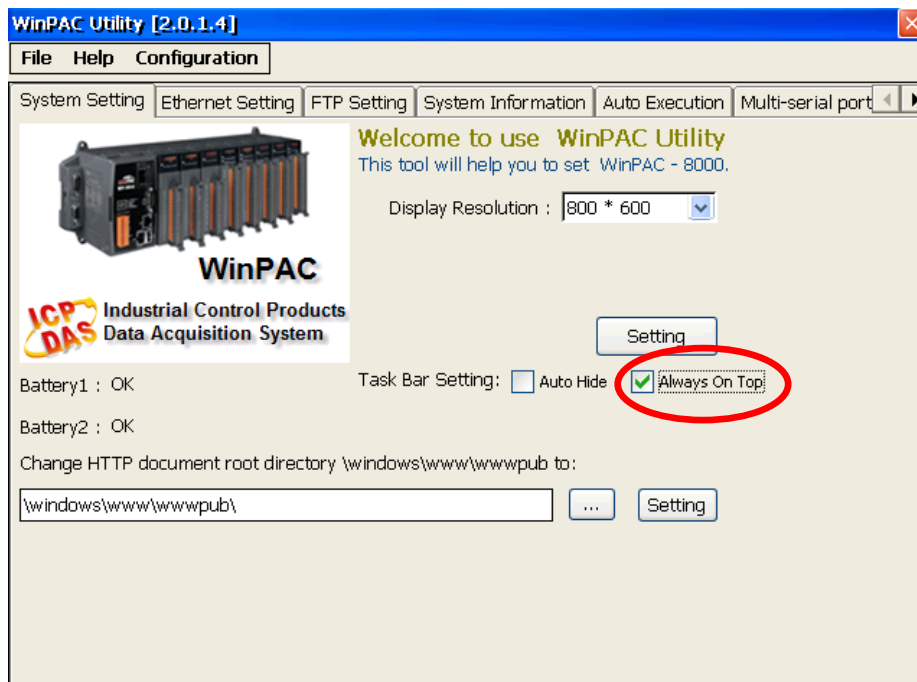 WinPAC Utility [2.0.1.4]
File Help Configuration
System Setting Ethernet Setting FTP Setting System Information Auto Execution Multi-serial port
Welcome to use WinPAC Utility
This tool will help you to set WinPAC - 8000.
Display Resolution : 800 * 600
WinPAC
ICP DAS
Industrial Control Products
Data Acquisition System
Setting
Battery1 : OK
Task Bar Setting: Auto Hide Always On Top
Battery2 : OK
Change HTTP document root directory \windows\www\wwwpub to:
\windows\www\wwwpub\ ... Setting